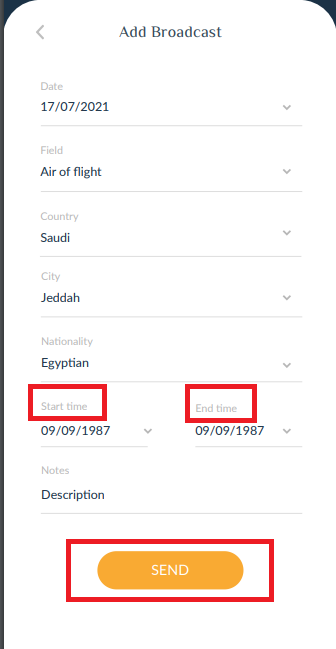 Add Broadcast
Date
17/07/2021
Field
Air of flight
Country
Saudi
City
Jeddah
Nationality
Egyptian
Start time
End time
09/09/1987
09/09/1987
Notes
Description
SEND